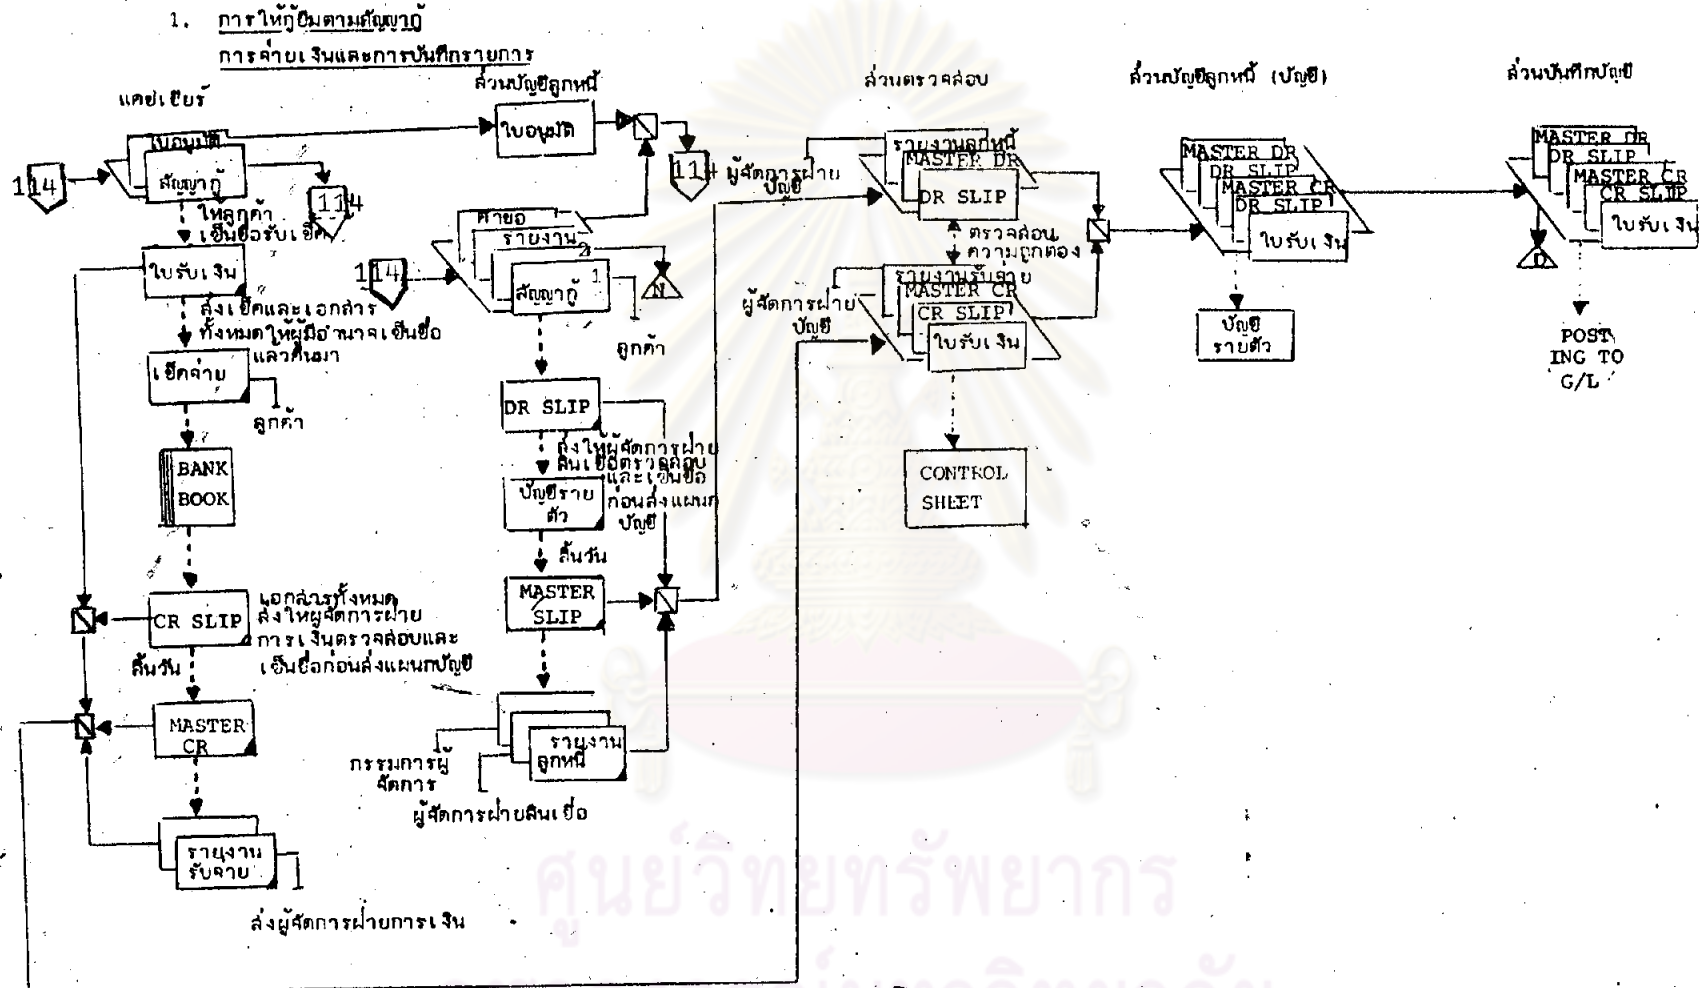 1. การให้กู้ยืมตามสัญญากู้
การจ่ายเงินและการบันทึกรายการ
แคชเชียร์
ส่วนบัญชีลูกหนี้
ส่วนตรวจสอบ
ส่วนบัญชีลูกหนี้ (บัญชี)
ส่วนบันทึกบัญชี
114
ใบอนุมัติ
สัญญากู้
114
ให้ลูกค้า
เซ็นชื่อรับเช็ค
ใบรับเงิน
ส่งเช็คและเอกสาร
ทั้งหมดให้ผู้มีอำนาจเซ็นชื่อ
แล้วคืนมา
เช็คจ่าย
ลูกค้า
BANK
BOOK
CR SLIP
เอกสารทั้งหมด
ส่งให้ผู้จัดการฝ่าย
การเงินตรวจสอบและ
เซ็นชื่อก่อนส่งแผนกบัญชี
สิ้นวัน
MASTER
CR
รายงาน
รับจ่าย
ส่งผู้จัดการฝ่ายการเงิน
ใบอนุมัติ
114
114
คำขอ
รายงาน
2
สัญญากู้
1
N
ลูกค้า
DR SLIP
ส่งให้ผู้จัดการฝ่าย
สินเชื่อตรวจสอบ
และเซ็นชื่อ
ก่อนส่งแผนก
บัญชี
บัญชีราย
ตัว
สิ้นวัน
MASTER
SLIP
รายงาน
ลูกหนี้
กรรมการผู้
จัดการ
ผู้จัดการฝ่ายสินเชื่อ
ผู้จัดการฝ่าย
บัญชี
รายงานลูกหนี้
MASTER DR
DR SLIP
ตรวจสอบ
ความถูกต้อง
ผู้จัดการฝ่าย
บัญชี
รายงานรับจ่าย
MASTER CR
CR SLIP
ใบรับเงิน
CONTROL
SHEET
MASTER DR
DR SLIP
MASTER CR
DR SLIP
ใบรับเงิน
บัญชี
รายตัว
MASTER DR
DR SLIP
MASTER CR
CR SLIP
ใบรับเงิน
D
POST
ING TO
G/L
ศูนย์วิทยทรัพยากร